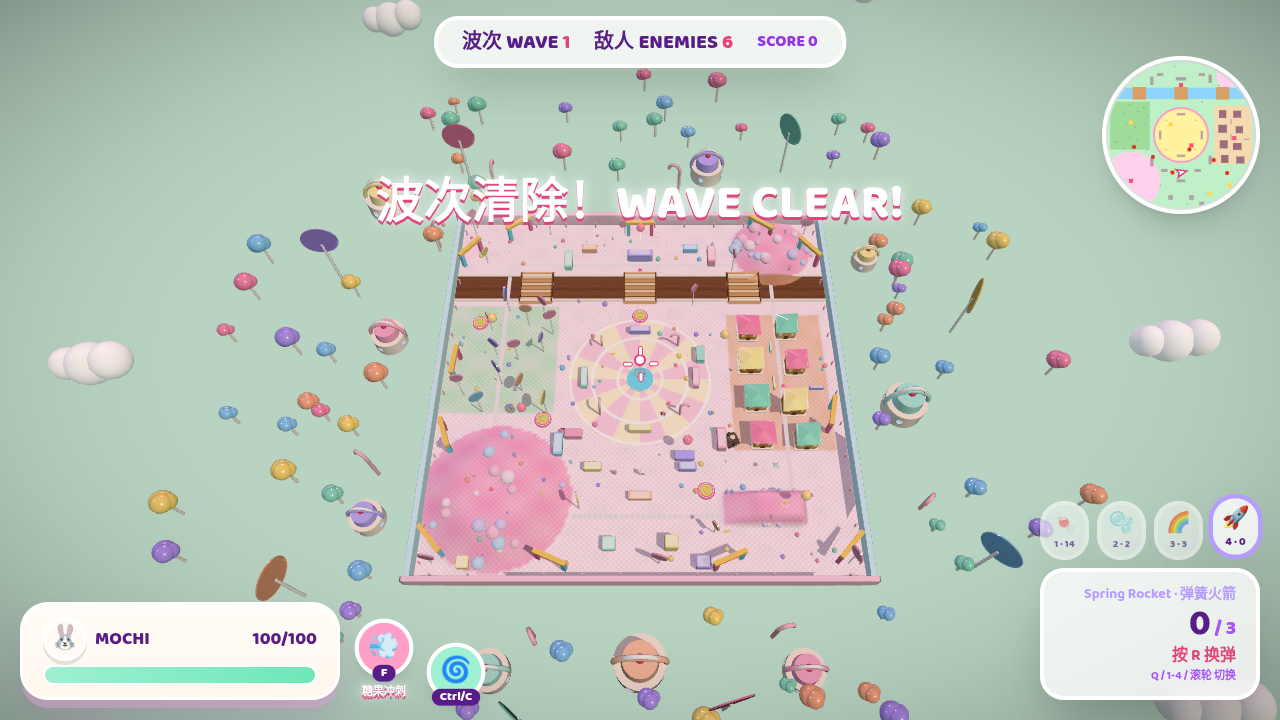 波次 WAVE 1 敌人 ENEMIES 6 SCORE 0
波次清除! WAVE CLEAR!
1·14 2·2 3·3 4·0
Spring Rocket · 弹簧火箭
0 / 3
按 R 换弹
Q / 1-4 / 滚轮 切换
MOCHI 100/100
F
糖果冲刺
Ctrl/C